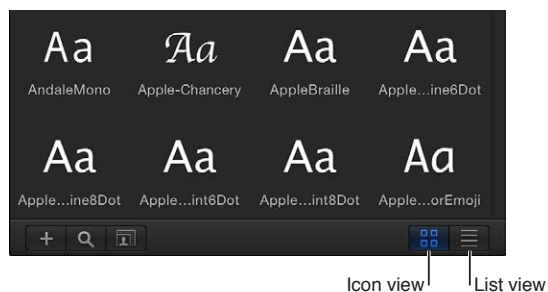 Aa Aa Aa Aa
AndaleMono Apple-Chancery AppleBraille Apple...ine6Dot
Aa Aa Aa Aa
Apple...ine8Dot Apple...int6Dot Apple...int8Dot Apple...orEmoji
Icon view List view